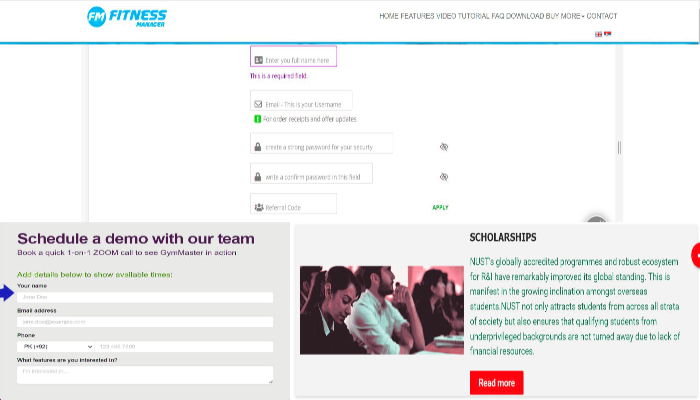 FM FITNESS
MANAGER
HOME FEATURES VIDEO TUTORIAL FAQ DOWNLOAD BUY MORE CONTACT
Enter you full name here
This is a required field.
Email - This is your Username
For order receipts and offer updates
create a strong password for your security
write a confirm password in this field
Referral Code
APPLY
Schedule a demo with our team
Book a quick 1-on-1 ZOOM call to see GymMaster in action
Add details below to show available times:
Your name
Jane Doe
Email address
Phone
PK (+92)
What features are you interested in?
I'm interested in...
SCHOLARSHIPS
NUST's globally accredited programmes and robust ecosystem
for R&I have remarkably improved its global standing. This is
manifest in the growing inclination amongst overseas
students.NUST not only attracts students from across all strata
of society but also ensures that qualifying students from
underprivileged backgrounds are not turned away due to lack of
financial resources.
Read more